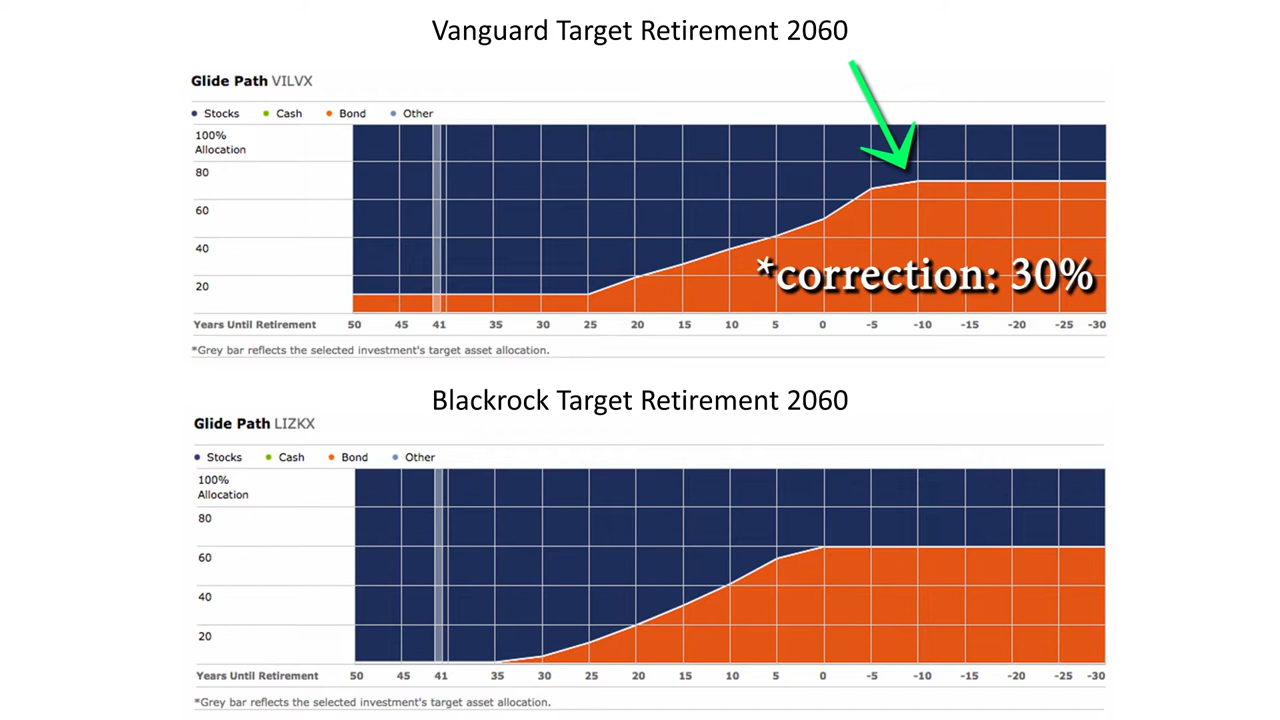 Vanguard Target Retirement 2060
Glide Path VILVX
Stocks Cash Bond Other
100%
Allocation
80
60
40
20
*correction: 30%
Years Until Retirement 50 45 41 35 30 25 20 15 10 5 0 -5 -10 -15 -20 -25 -30
*Grey bar reflects the selected investment's target asset allocation.
Blackrock Target Retirement 2060
Glide Path LIZKX
Stocks Cash Bond Other
100%
Allocation
80
60
40
20
Years Until Retirement 50 45 41 35 30 25 20 15 10 5 0 -5 -10 -15 -20 -25 -30
*Grey bar reflects the selected investment's target asset allocation.